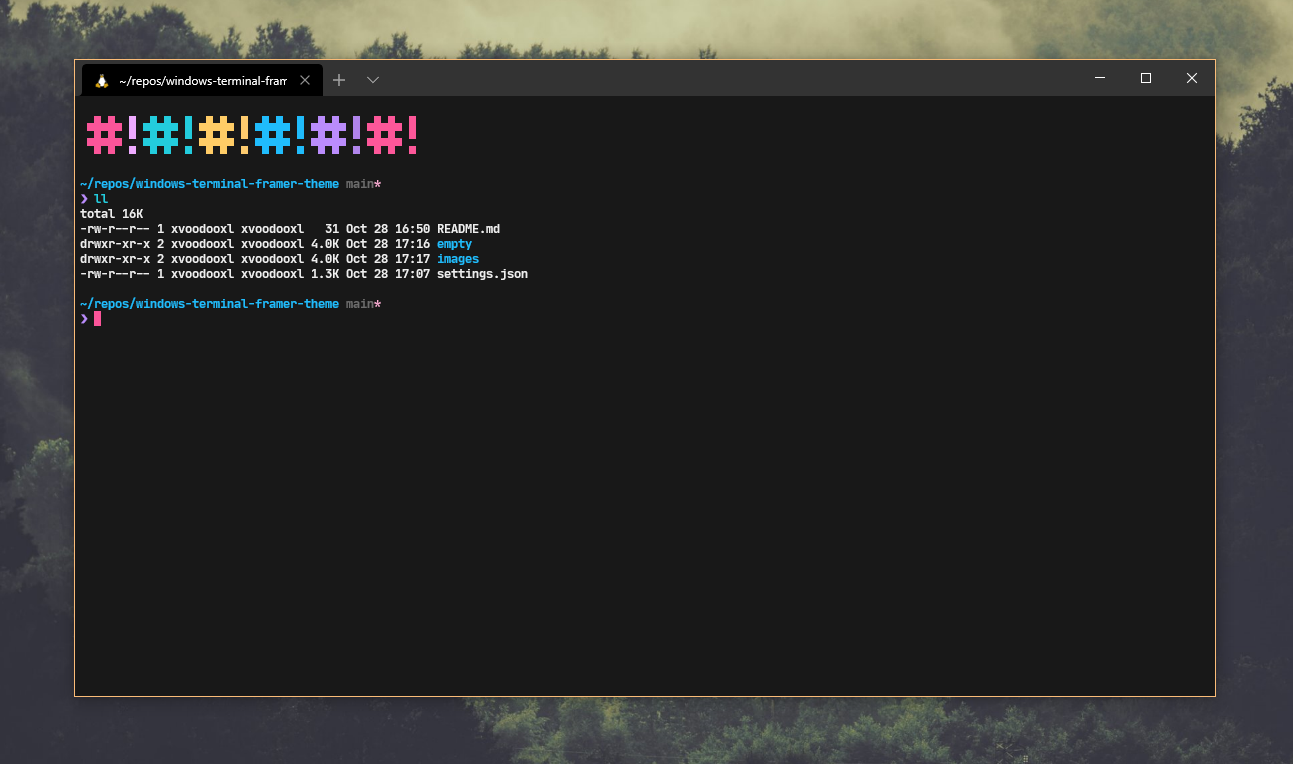 ~/repos/windows-terminal-fram
#!#!#!#!#!#!
~/repos/windows-terminal-framer-theme main*
❯ ll
total 16K
-rw-r--r-- 1 xvoodooxl xvoodooxl   31 Oct 28 16:50 README.md
drwxr-xr-x 2 xvoodooxl xvoodooxl 4.0K Oct 28 17:16 empty
drwxr-xr-x 2 xvoodooxl xvoodooxl 4.0K Oct 28 17:17 images
-rw-r--r-- 1 xvoodooxl xvoodooxl 1.3K Oct 28 17:07 settings.json
~/repos/windows-terminal-framer-theme main*
❯